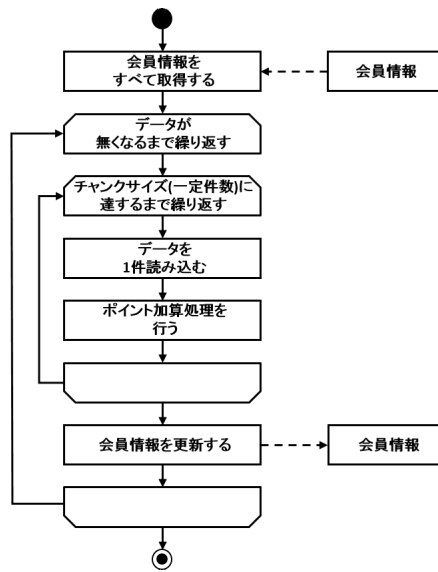 会員情報を
すべて取得する
会員情報
データが
無くなるまで繰り返す
チャンクサイズ(一定件数)に
達するまで繰り返す
データを
1件読み込む
ポイント加算処理を
行う
会員情報を更新する
会員情報